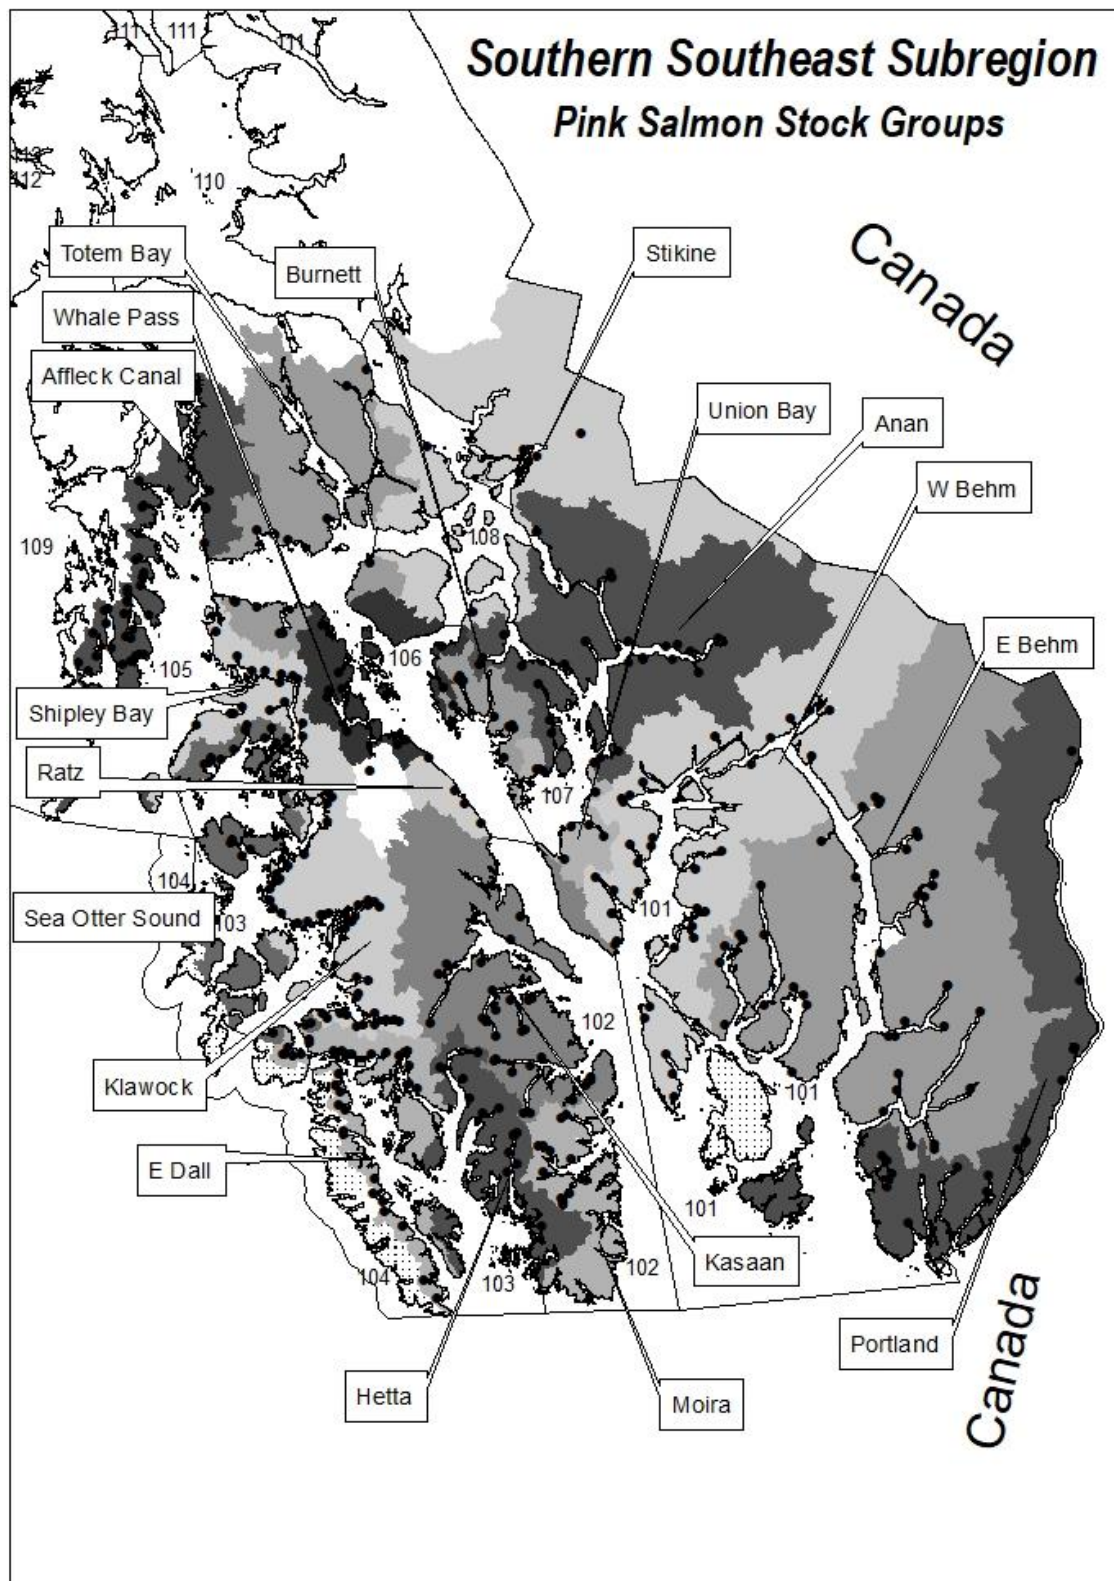 111
111
111
Southern Southeast Subregion
Pink Salmon Stock Groups
112
110
Canada
Totem Bay
Burnett
Stikine
Whale Pass
Affleck Canal
Union Bay
Anan
W Behm
108
109
E Behm
106
105
Shipley Bay
Ratz
107
104
Sea Otter Sound
103
101
102
Klawock
101
E Dall
101
Kasaan
102
104
103
Portland
Canada
Hetta
Moira